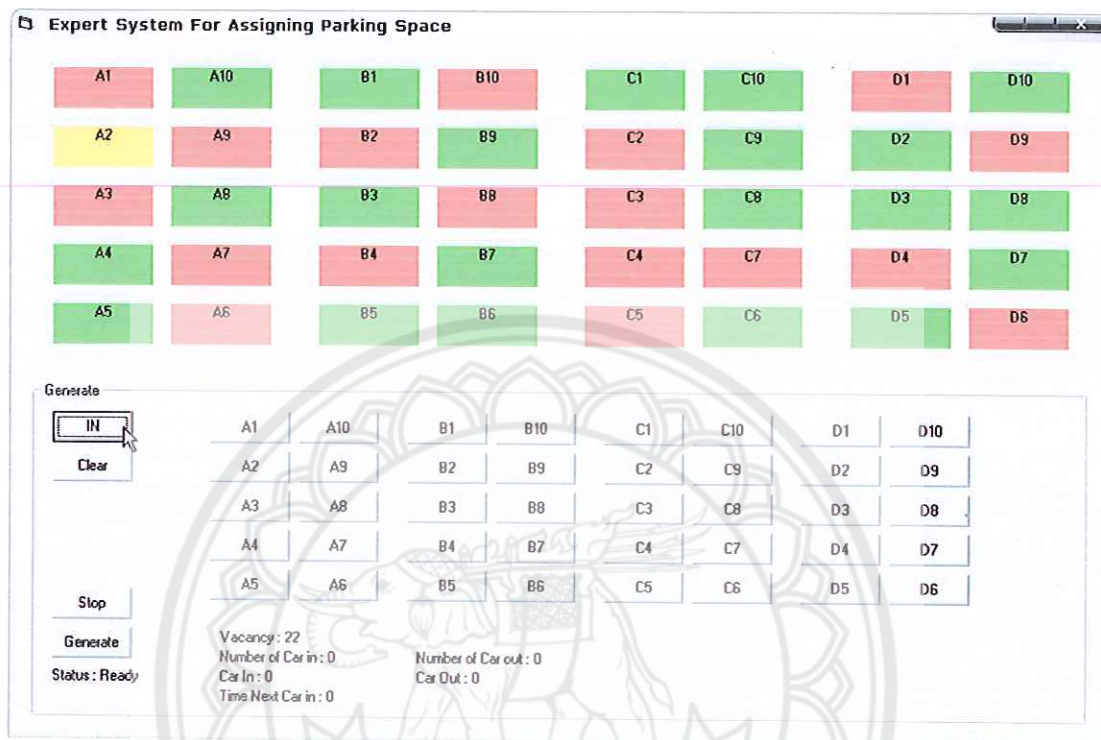 Expert System For Assigning Parking Space
A1 A10 B1 B10 C1 C10 D1 D10
A2 A9 B2 B9 C2 C9 D2 D9
A3 A8 B3 B8 C3 C8 D3 D8
A4 A7 B4 B7 C4 C7 D4 D7
A5 A6 B5 B6 C5 C6 D5 D6
Generate
IN A1 A10 B1 B10 C1 C10 D1 D10
Clear A2 A9 B2 B9 C2 C9 D2 D9
A3 A8 B3 B8 C3 C8 D3 D8
A4 A7 B4 B7 C4 C7 D4 D7
A5 A6 B5 B6 C5 C6 D5 D6
Stop
Generate
Status : Ready
Vacancy : 22
Number of Car in : 0 Number of Car out : 0
Car In : 0 Car Out : 0
Time Next Car in : 0